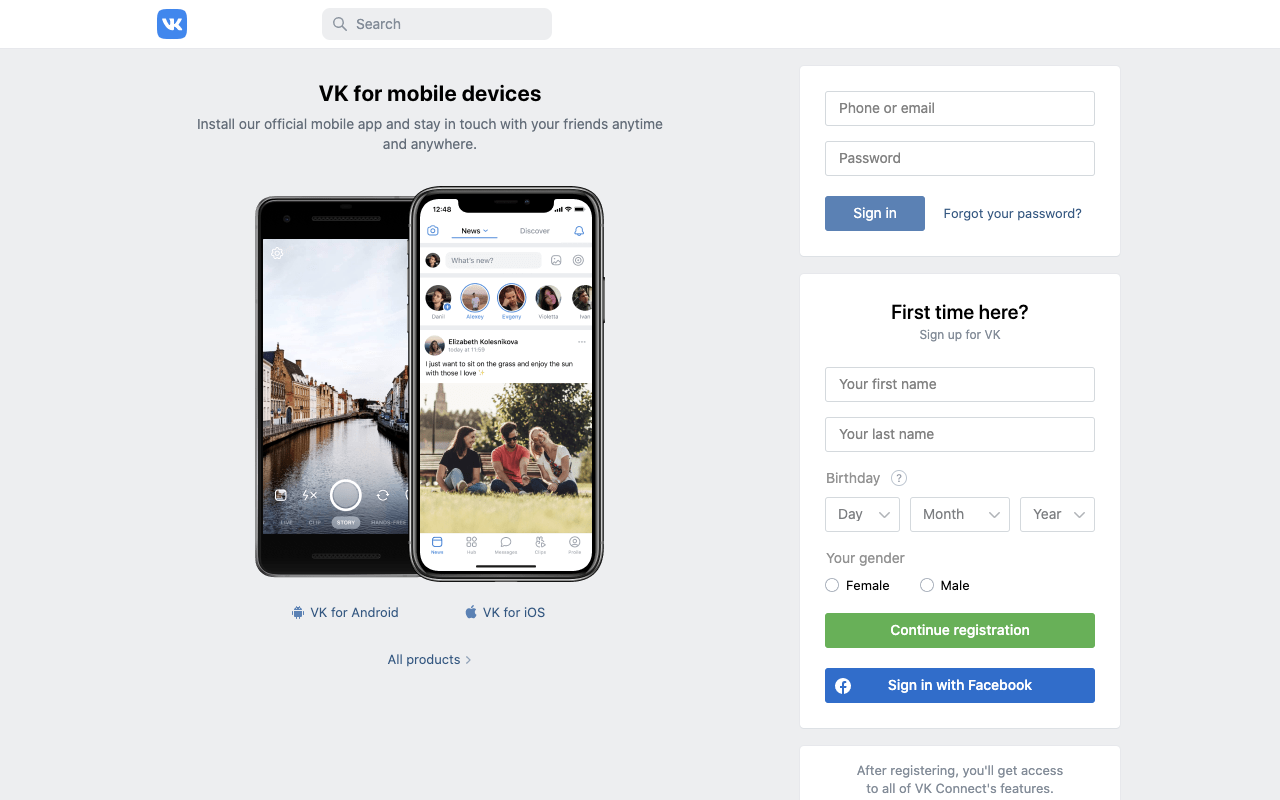 Search
VK for mobile devices
Install our official mobile app and stay in touch with your friends anytime
and anywhere.
12:48
News
Discover
What's new?
Danil
Alexey
Evgeny
Violetta
Ivan
Elizabeth Kolesnikova
today at 11:59
I just want to sit on the grass and enjoy the sun
with those I love
LIVE
CLIP
STORY
HANDS-FREE
News
Hub
Messages
Clips
Profile
VK for Android
VK for iOS
All products
Phone or email
Password
Sign in
Forgot your password?
First time here?
Sign up for VK
Your first name
Your last name
Birthday ?
Day
Month
Year
Your gender
Female
Male
Continue registration
Sign in with Facebook
After registering, you'll get access
to all of VK Connect's features.